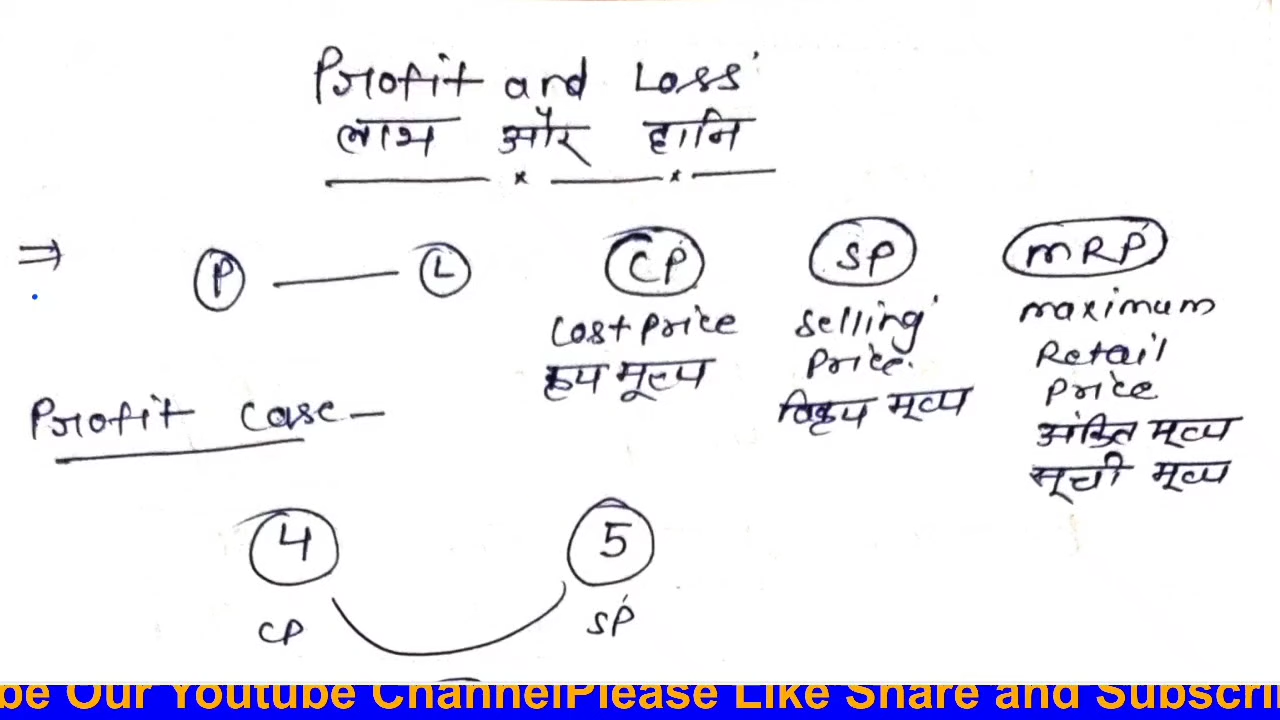 Profit and Loss
लाभ और हानि
⇒ P — L CP SP MRP
Cost price
क्रय मूल्य
Selling
Price.
विक्रय मूल्य
maximum
Retail
Price
अंकित मूल्य
सूची मूल्य
Profit Case —
4 5
CP SP
be Our Youtube ChannelPlease Like Share and Subscri